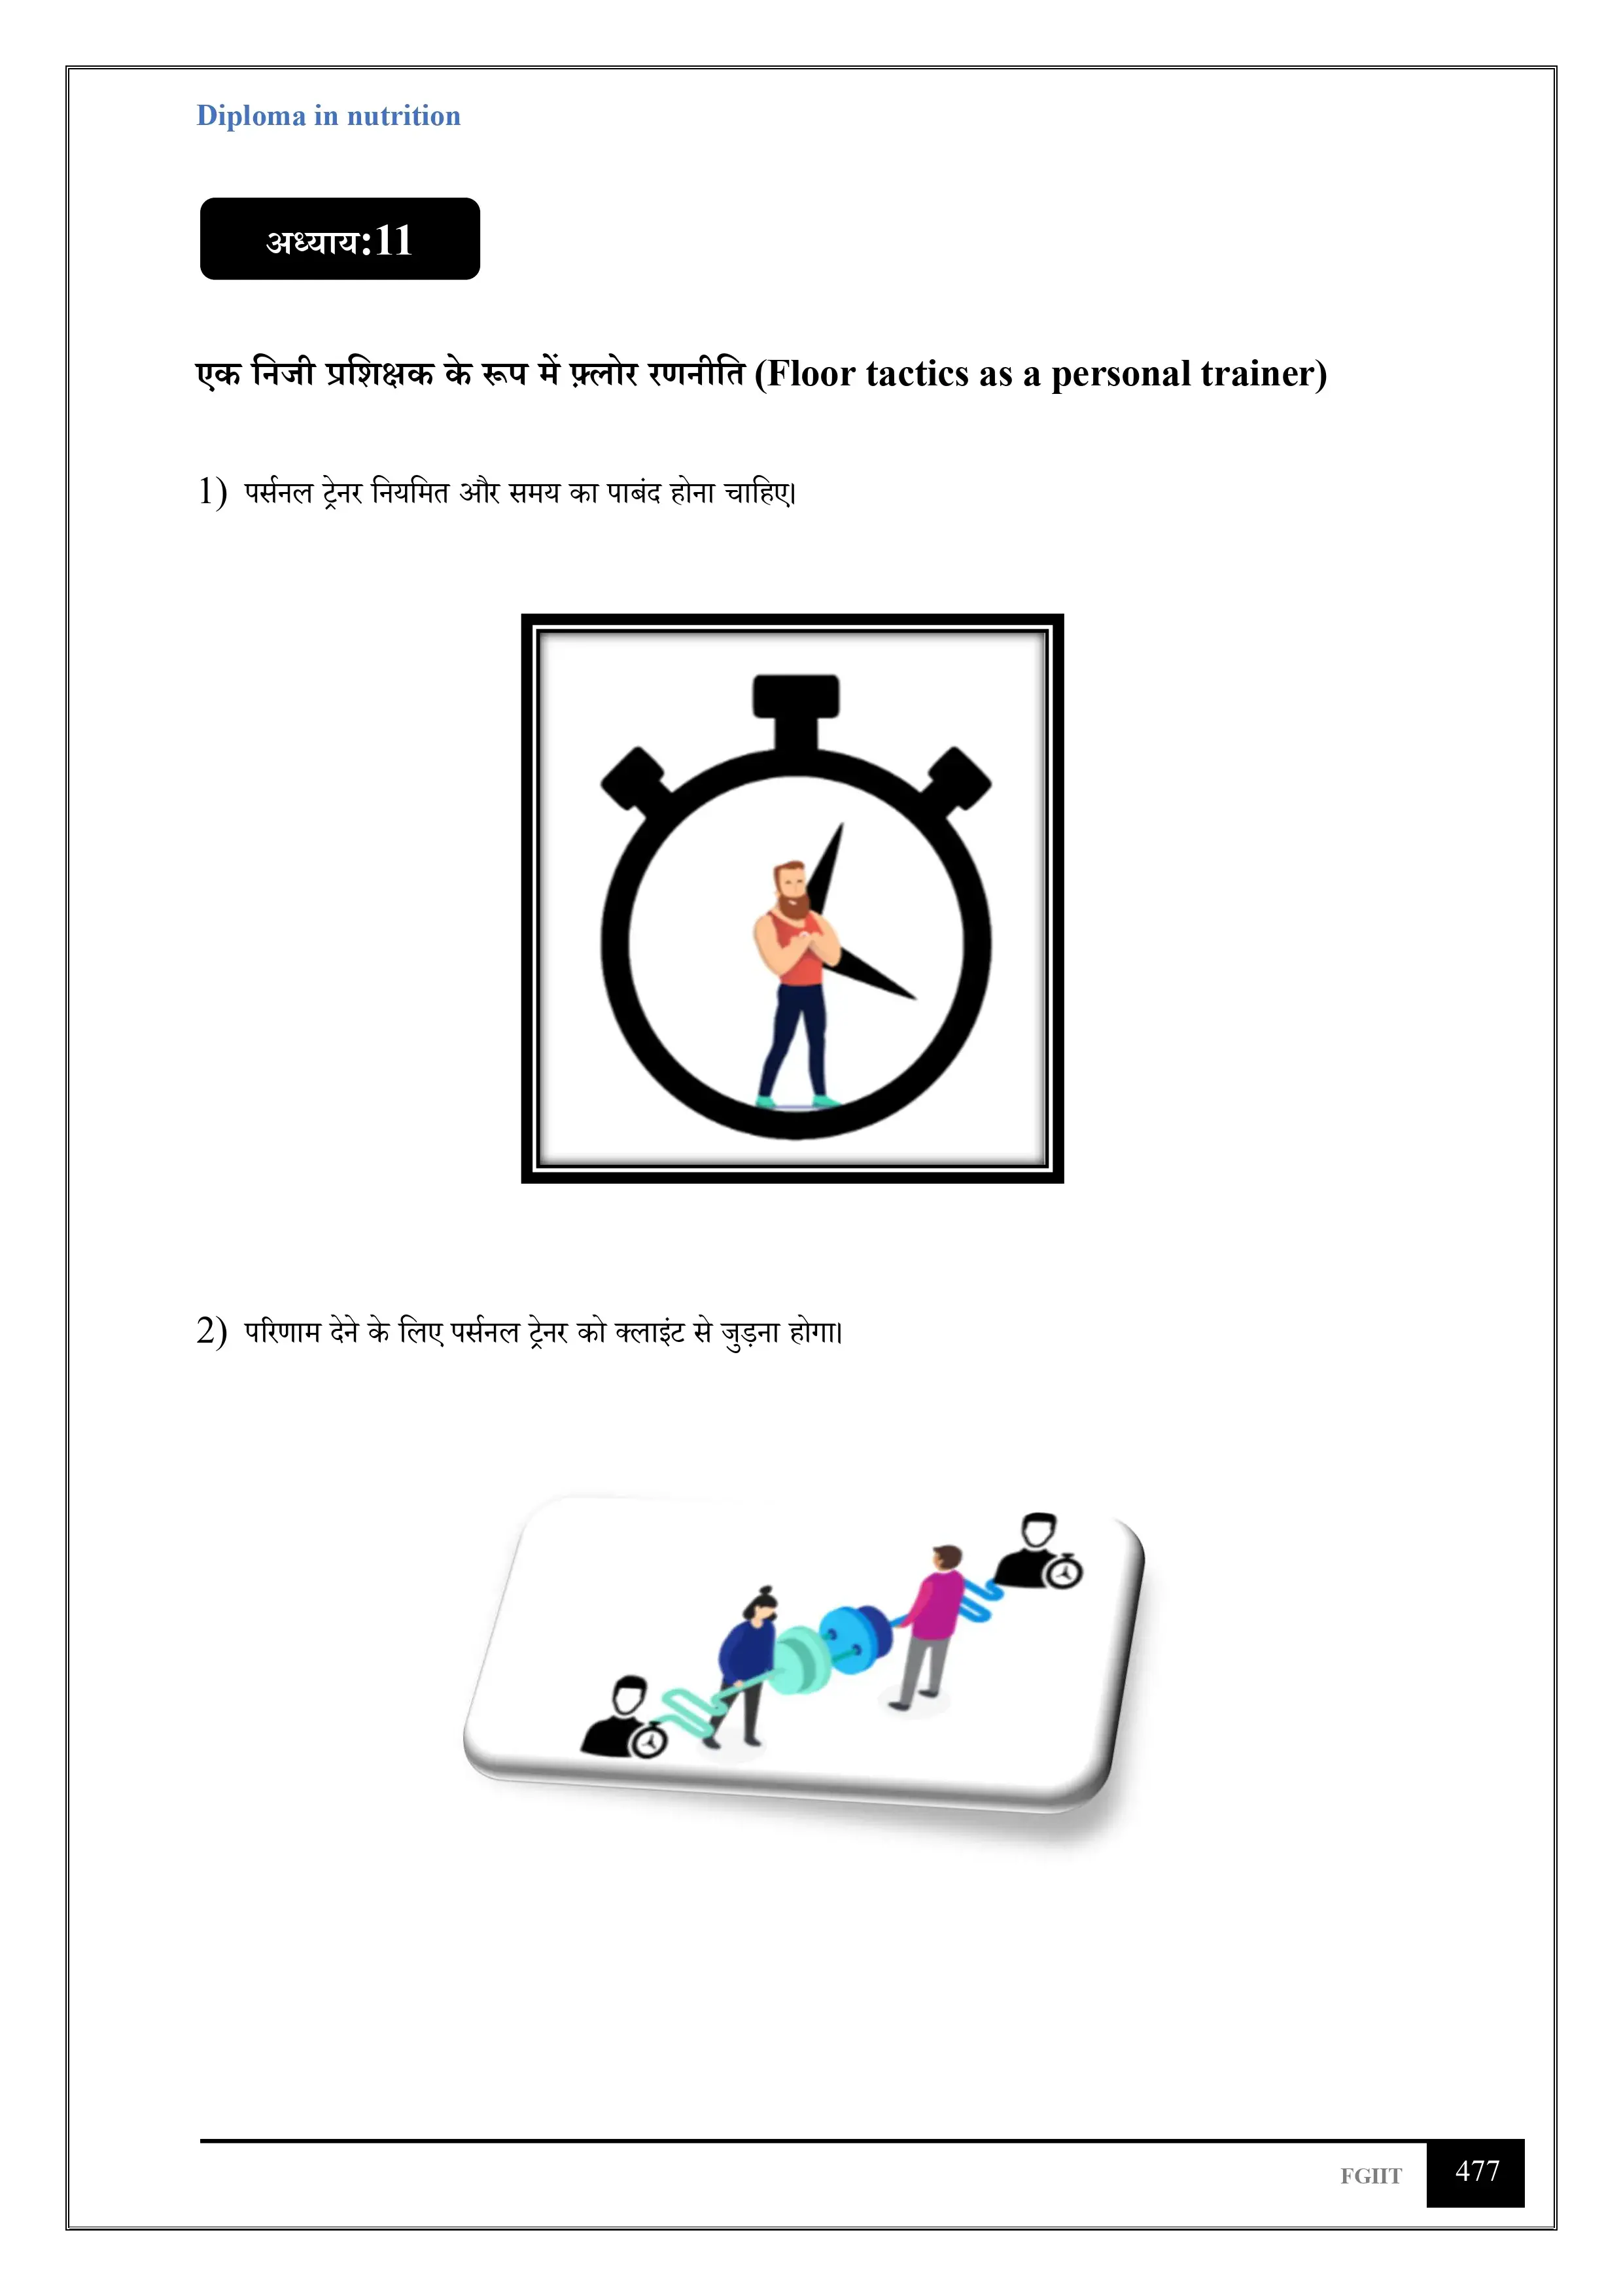 Diploma in nutrition
अध्याय:11
एक निजी प्रशिक्षक के रूप में फ़्लोर रणनीति (Floor tactics as a personal trainer)
1) पर्सनल ट्रेनर नियमित और समय का पाबंद होना चाहिए।
2) परिणाम देने के लिए पर्सनल ट्रेनर को क्लाइंट से जुड़ना होगा।
FGIIT 477